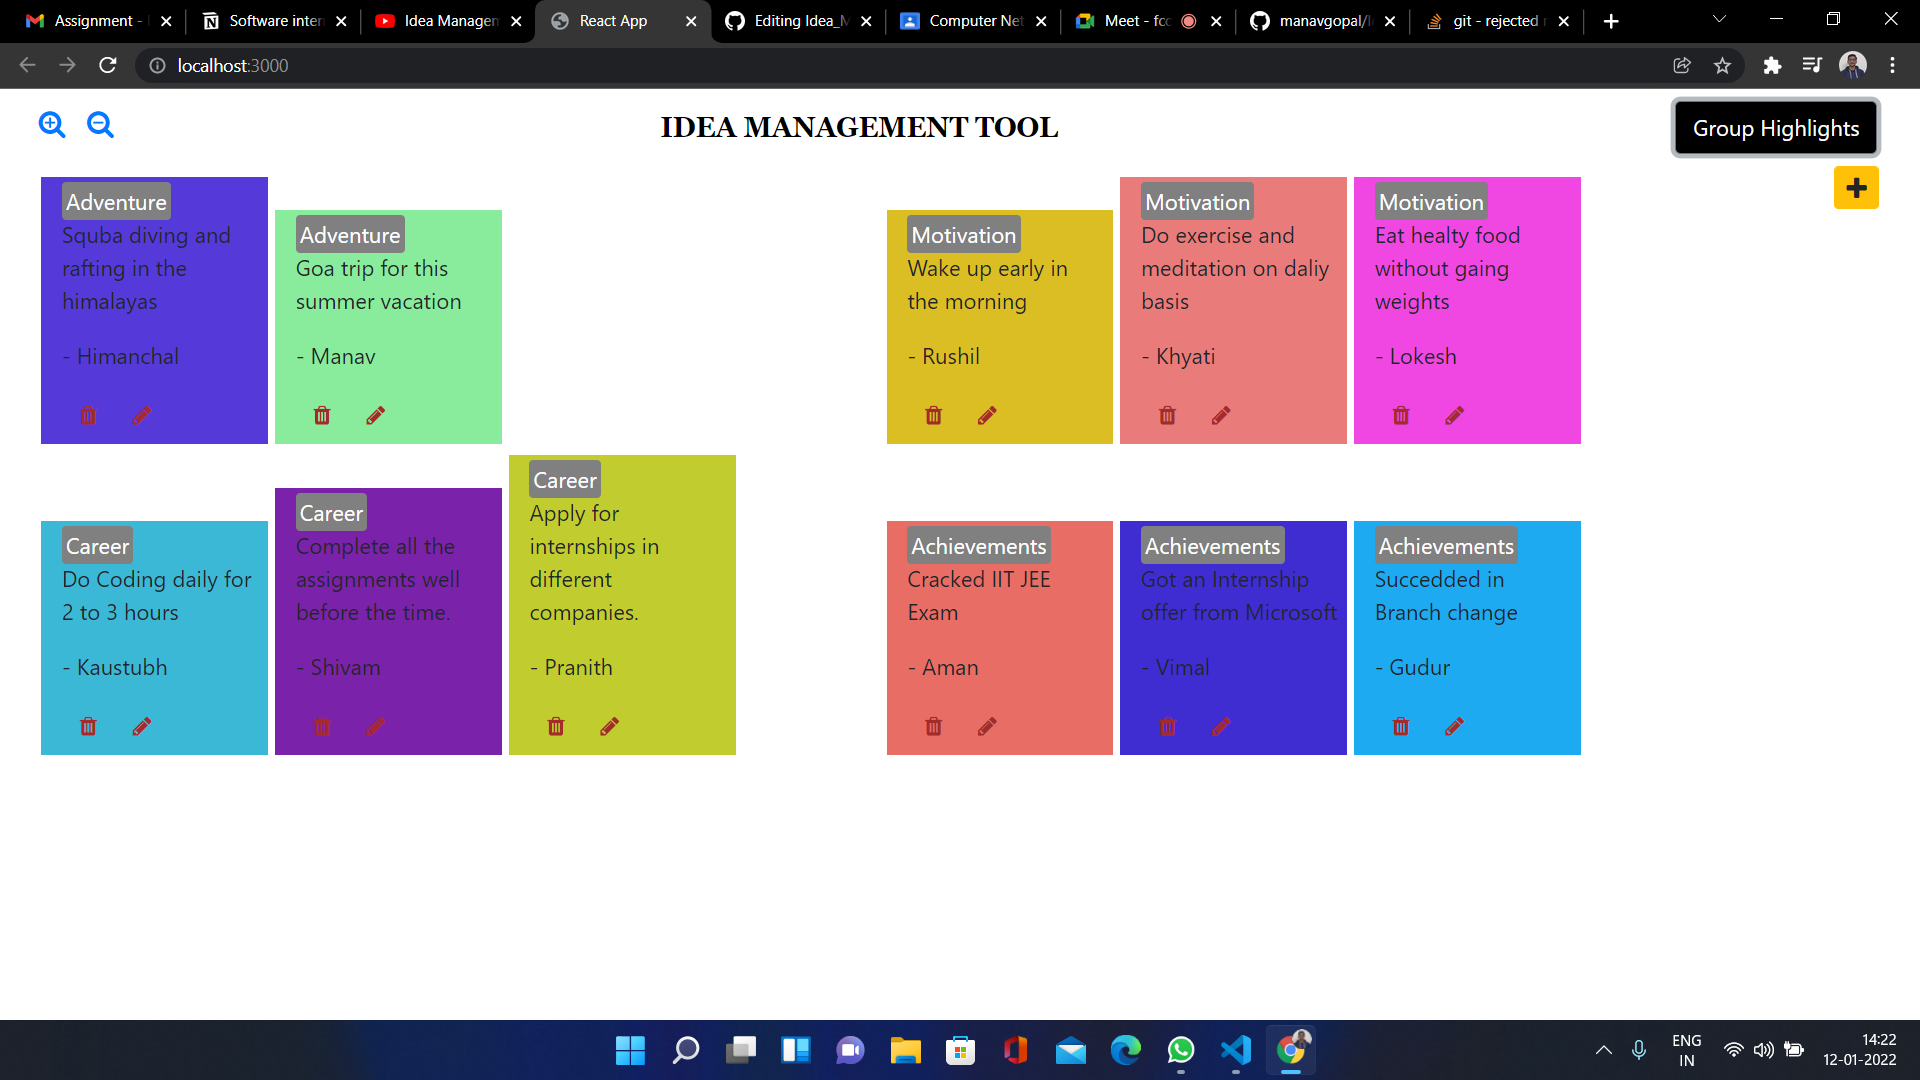 Assignment -
Software inter
Idea Managem
React App
Editing Idea_M
Computer Net
Meet - fcc
manavgopal/I
git - rejected
localhost:3000
IDEA MANAGEMENT TOOL
Group Highlights
Adventure
Squba diving and
rafting in the
himalayas
- Himanchal
Adventure
Goa trip for this
summer vacation
- Manav
Motivation
Wake up early in
the morning
- Rushil
Motivation
Do exercise and
meditation on daliy
basis
- Khyati
Motivation
Eat healty food
without gaing
weights
- Lokesh
Career
Do Coding daily for
2 to 3 hours
- Kaustubh
Career
Complete all the
assignments well
before the time.
- Shivam
Career
Apply for
internships in
different
companies.
- Pranith
Achievements
Cracked IIT JEE
Exam
- Aman
Achievements
Got an Internship
offer from Microsoft
- Vimal
Achievements
Succedded in
Branch change
- Gudur
ENG
IN
14:22
12-01-2022